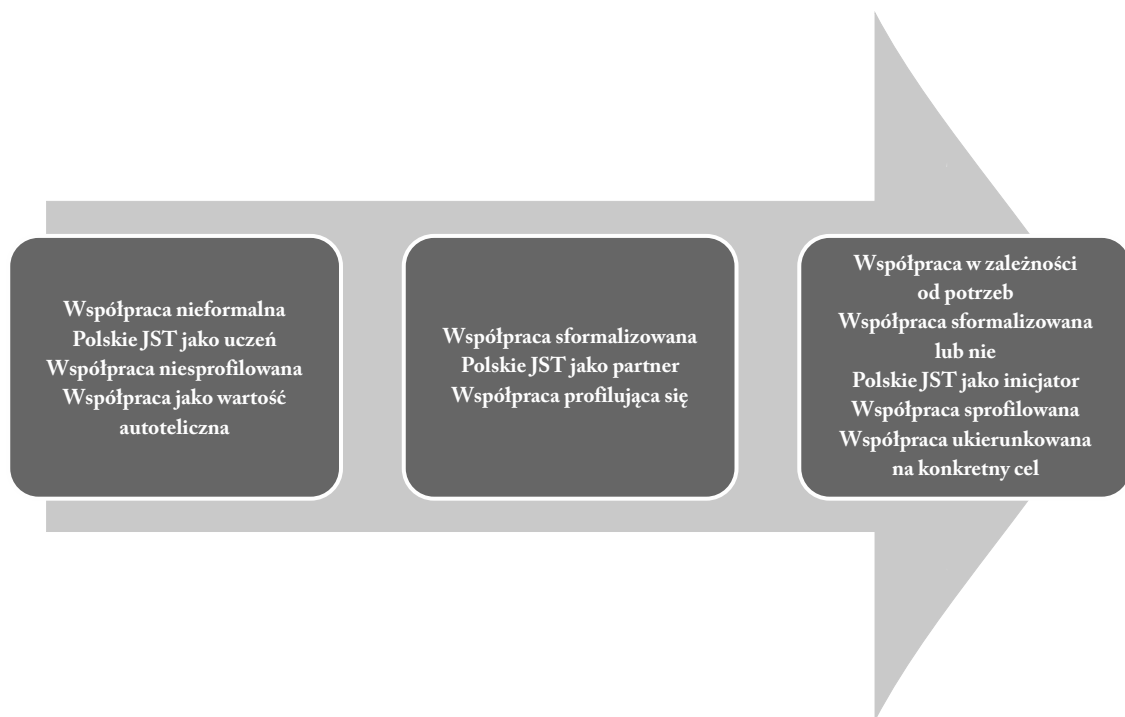 Współpraca nieformalna
Polskie JST jako uczeń
Współpraca niesprofilowana
Współpraca jako wartość
autoteliczna
Współpraca sformalizowana
Polskie JST jako partner
Współpraca profilująca się
Współpraca w zależności
od potrzeb
Współpraca sformalizowana
lub nie
Polskie JST jako inicjator
Współpraca sprofilowana
Współpraca ukierunkowana
na konkretny cel